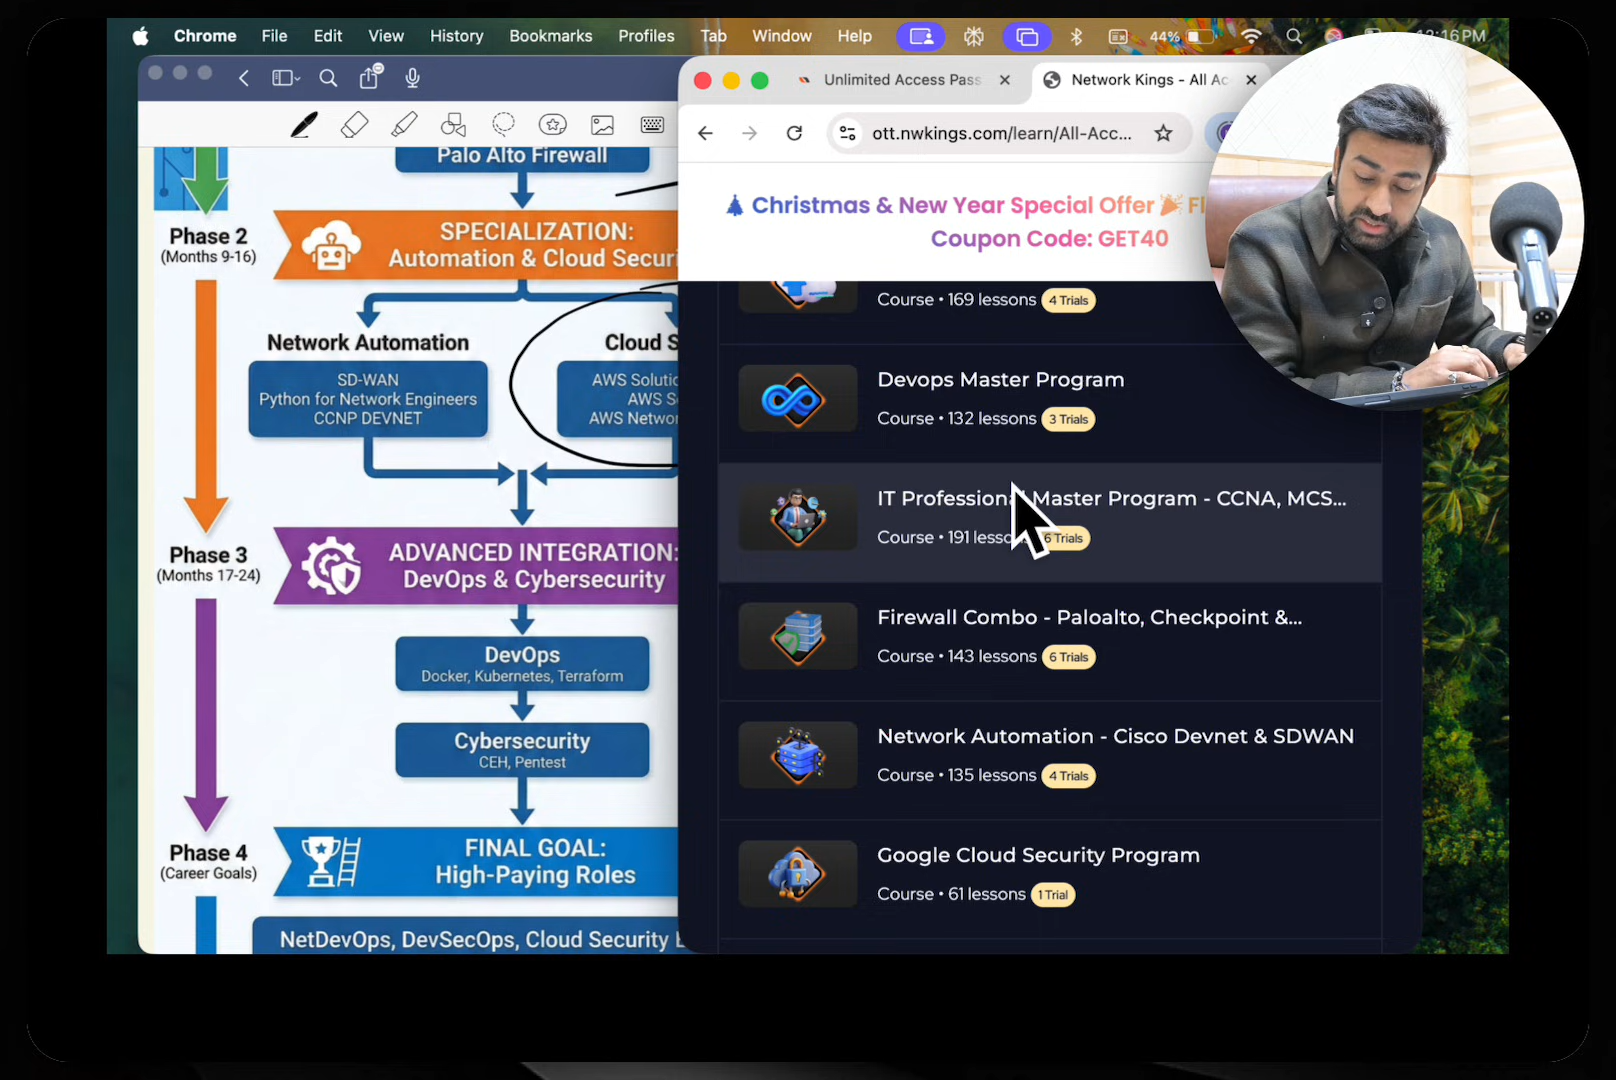 Chrome File Edit View History Bookmarks Profiles Tab Window Help 44% 12:16 PM
Unlimited Access Pass
Network Kings - All Ac
ott.nwkings.com/learn/All-Acc...
Palo Alto Firewall
Phase 2
(Months 9-16)
SPECIALIZATION:
Automation & Cloud Securi
Network Automation
SD-WAN
Python for Network Engineers
CCNP DEVNET
Cloud S
AWS Solutio
AWS S
AWS Networ
Phase 3
(Months 17-24)
ADVANCED INTEGRATION:
DevOps & Cybersecurity
DevOps
Docker, Kubernetes, Terraform
Cybersecurity
CEH, Pentest
Phase 4
(Career Goals)
FINAL GOAL:
High-Paying Roles
NetDevOps, DevSecOps, Cloud Security E
Christmas & New Year Special Offer Fl
Coupon Code: GET40
Course • 169 lessons 4 Trials
Devops Master Program
Course • 132 lessons 3 Trials
IT Professional Master Program - CCNA, MCS...
Course • 191 lesso 6 Trials
Firewall Combo - Paloalto, Checkpoint &...
Course • 143 lessons 6 Trials
Network Automation - Cisco Devnet & SDWAN
Course • 135 lessons 4 Trials
Google Cloud Security Program
Course • 61 lessons 1 Trial